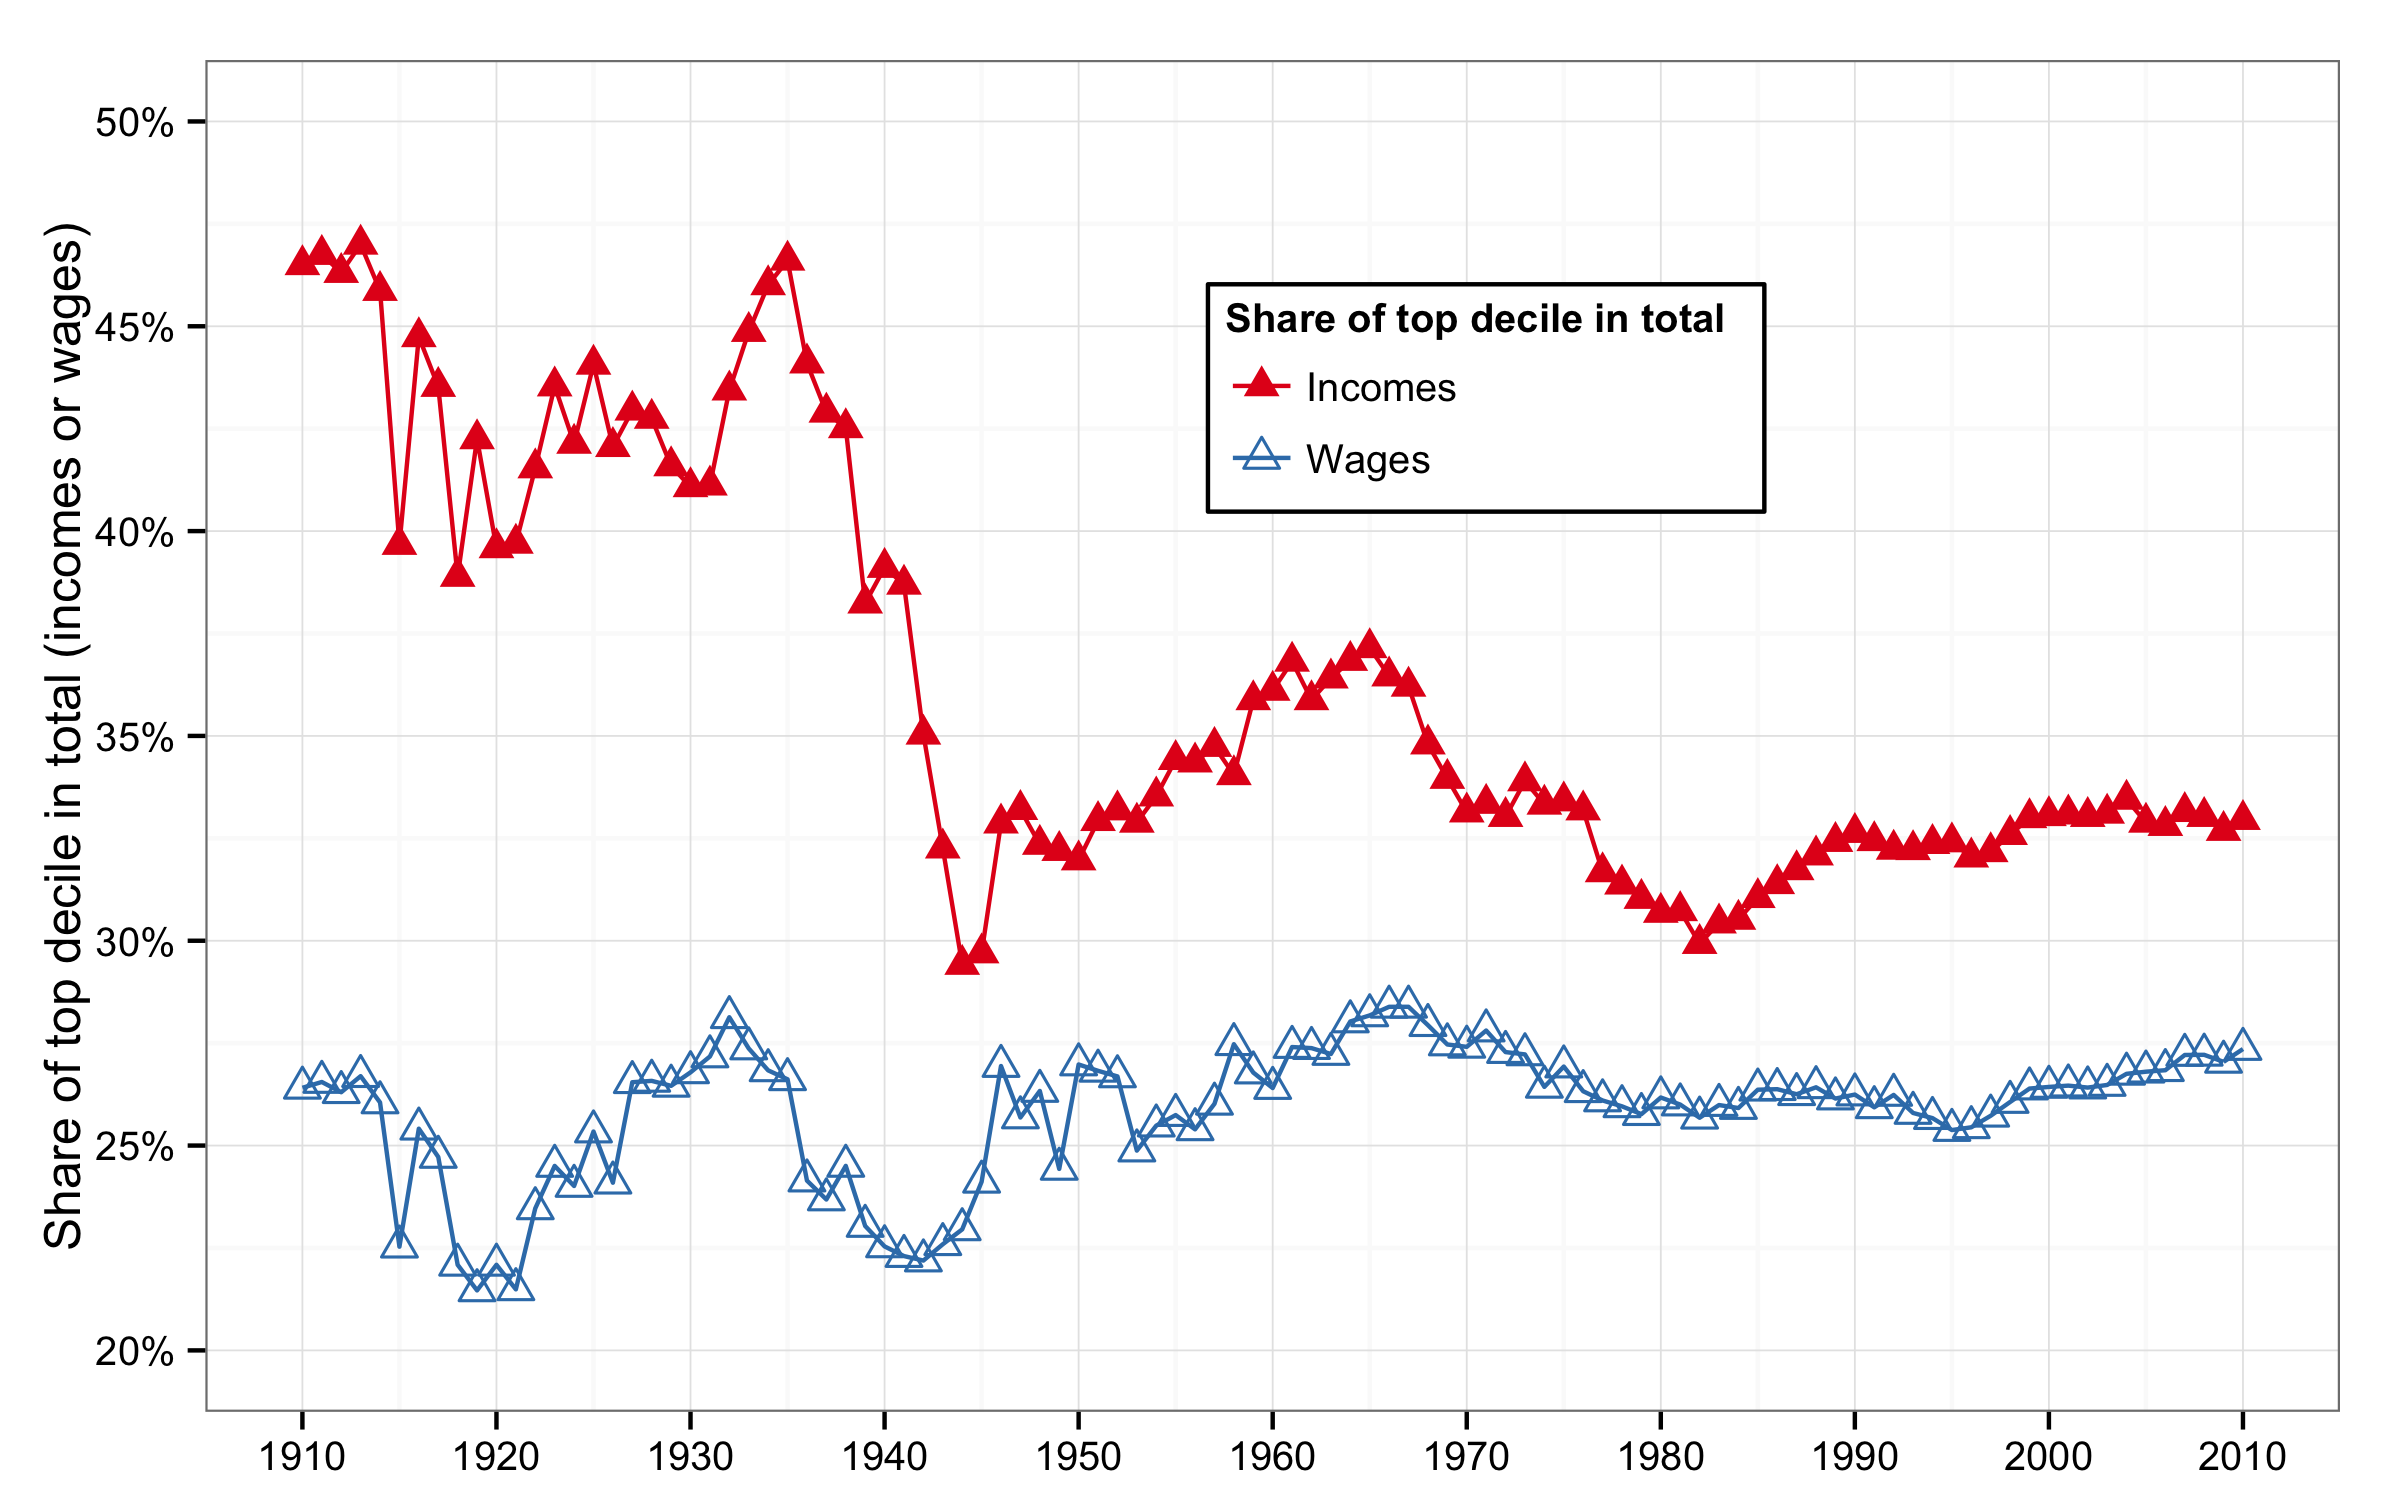 Share of top decile in total (incomes or wages)
50%
45%
40%
35%
30%
25%
20%
Share of top decile in total
Incomes
Wages
1910 1920 1930 1940 1950 1960 1970 1980 1990 2000 2010